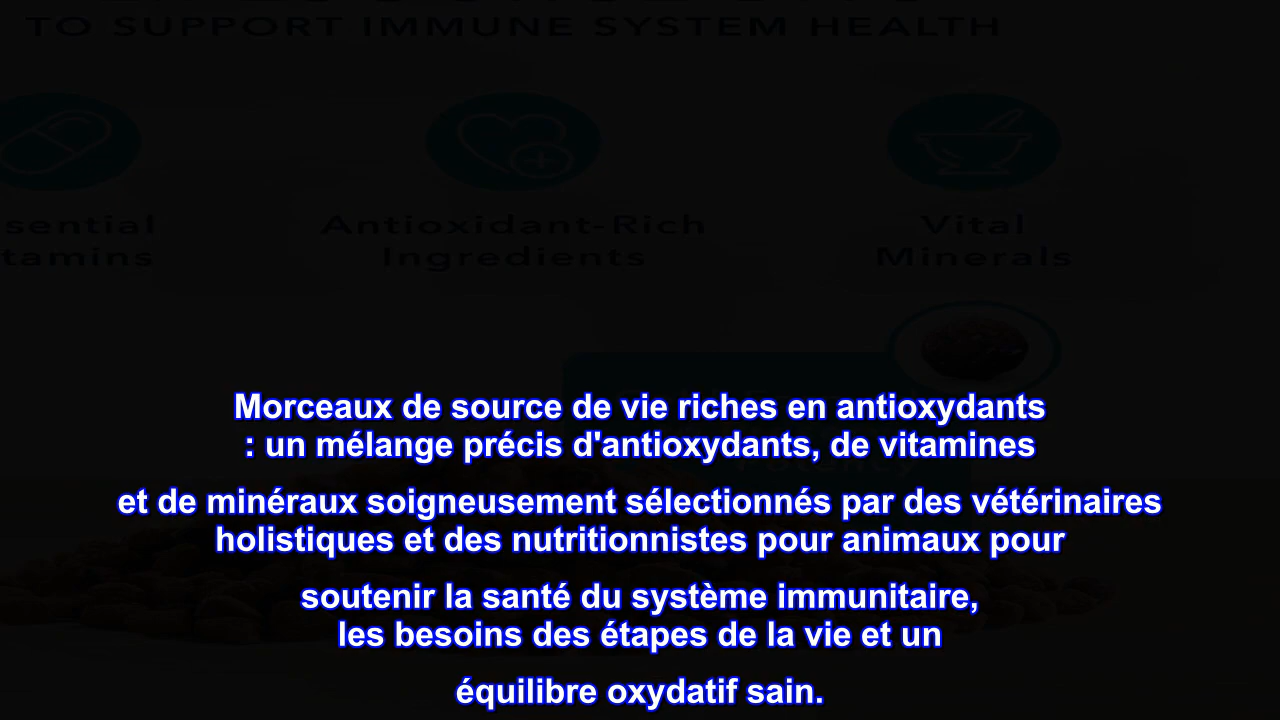 TO SUPPORT IMMUNE SYSTEM HEALTH
sential
tamins
Antioxidant-Rich
Ingredients
Vital
Minerals
Morceaux de source de vie riches en antioxydants
: un mélange précis d'antioxydants, de vitamines
et de minéraux soigneusement sélectionnés par des vétérinaires
holistiques et des nutritionnistes pour animaux pour
soutenir la santé du système immunitaire,
les besoins des étapes de la vie et un
équilibre oxydatif sain.